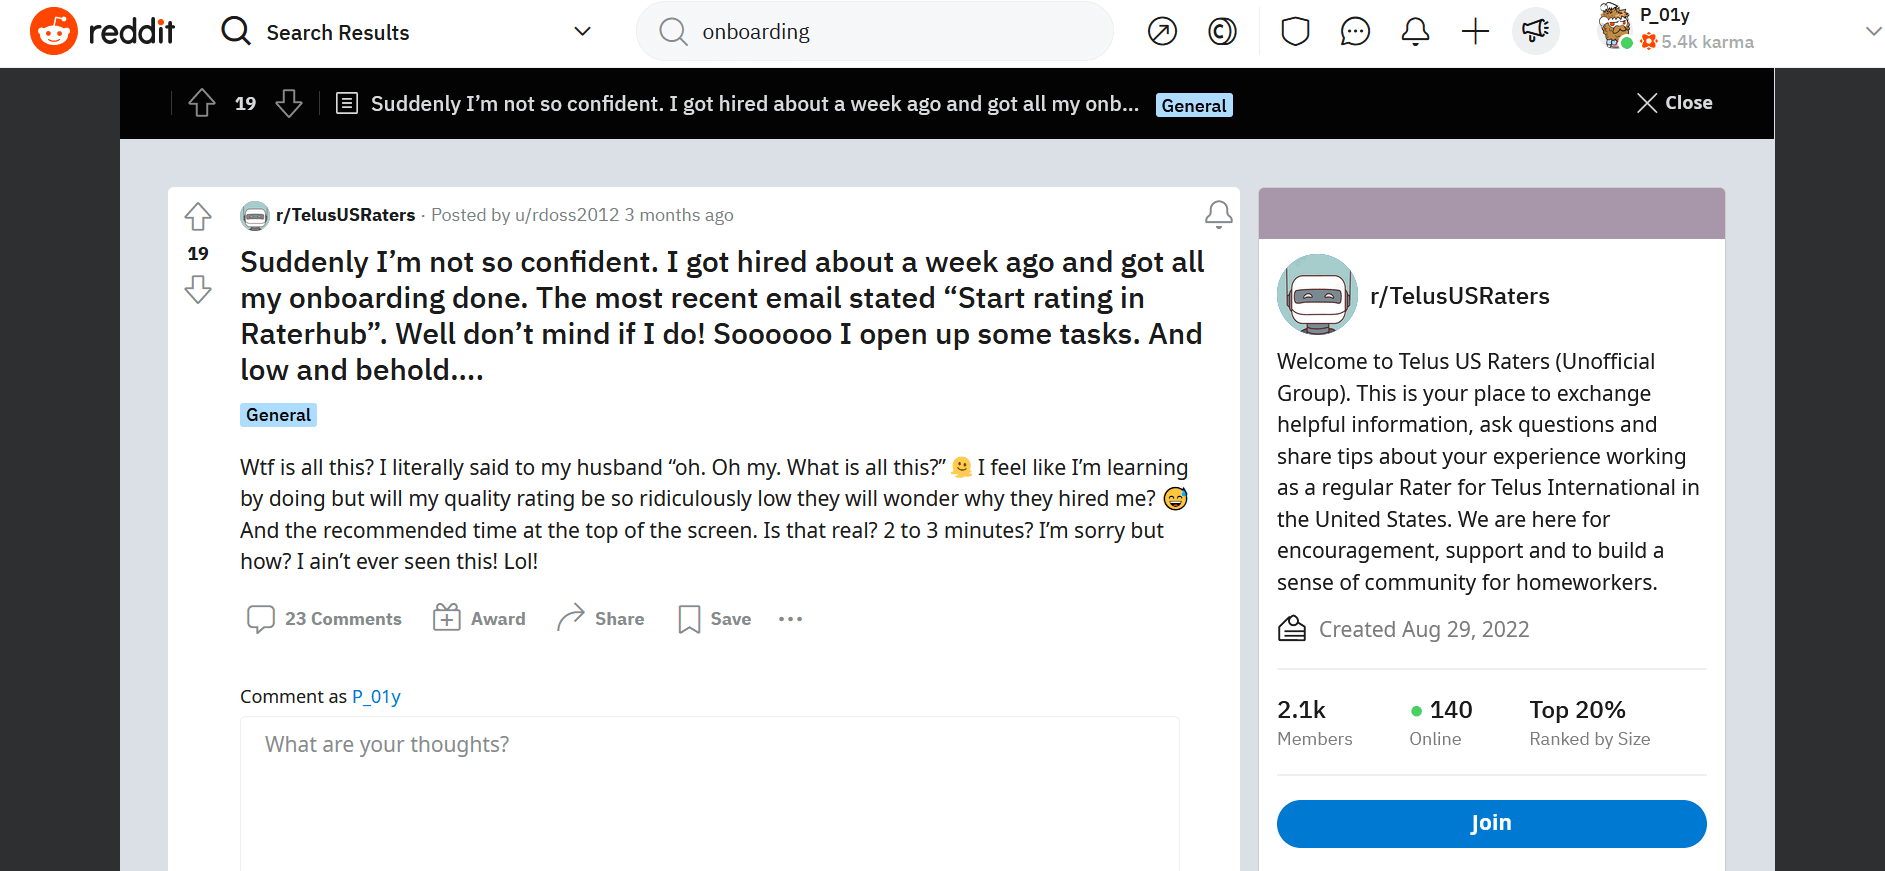 reddit
Search Results
onboarding
P_01y
5.4k karma
19
Suddenly I’m not so confident. I got hired about a week ago and got all my onb...
General
Close
r/TelusUSRaters · Posted by u/rdoss2012 3 months ago
19
Suddenly I’m not so confident. I got hired about a week ago and got all
my onboarding done. The most recent email stated “Start rating in
Raterhub”. Well don’t mind if I do! Soooooo I open up some tasks. And
low and behold....
General
Wtf is all this? I literally said to my husband “oh. Oh my. What is all this?” 🫠 I feel like I’m learning
by doing but will my quality rating be so ridiculously low they will wonder why they hired me? 😅
And the recommended time at the top of the screen. Is that real? 2 to 3 minutes? I’m sorry but
how? I ain’t ever seen this! Lol!
23 Comments
Award
Share
Save
Comment as P_01y
What are your thoughts?
r/TelusUSRaters
Welcome to Telus US Raters (Unofficial
Group). This is your place to exchange
helpful information, ask questions and
share tips about your experience working
as a regular Rater for Telus International in
the United States. We are here for
encouragement, support and to build a
sense of community for homeworkers.
Created Aug 29, 2022
2.1k
Members
140
Online
Top 20%
Ranked by Size
Join